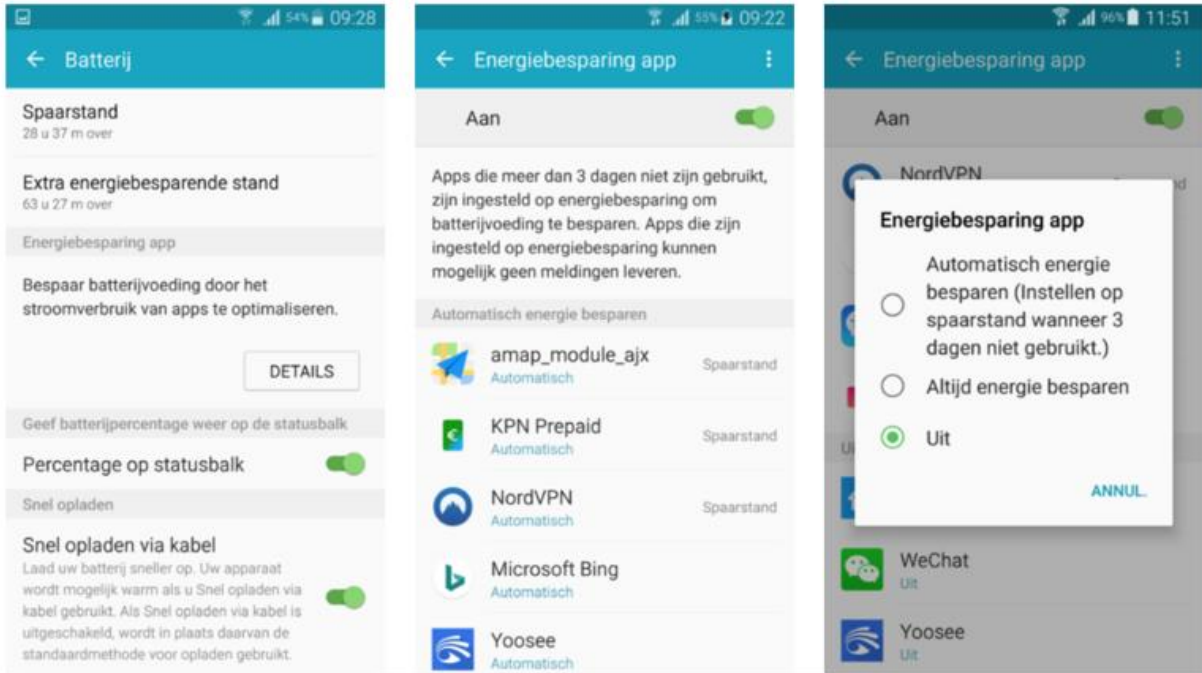 54% 09:28
Batterij
Spaarstand
28 u 37 m over
Extra energiebesparende stand
63 u 27 m over
Energiebesparing app
Bespaar batterijvoeding door het
stroomverbruik van apps te optimaliseren.
DETAILS
Geef batterijpercentage weer op de statusbalk
Percentage op statusbalk
Snel opladen
Snel opladen via kabel
Laad uw batterij sneller op. Uw apparaat
wordt mogelijk warm als u Snel opladen via
kabel gebruikt. Als Snel opladen via kabel is
uitgeschakeld, wordt in plaats daarvan de
standaardmethode voor opladen gebruikt.
55% 09:22
Energiebesparing app
Aan
Apps die meer dan 3 dagen niet zijn gebruikt,
zijn ingesteld op energiebesparing om
batterijvoeding te besparen. Apps die zijn
ingesteld op energiebesparing kunnen
mogelijk geen meldingen leveren.
Automatisch energie besparen
amap_module_ajx
Automatisch
Spaarstand
KPN Prepaid
Automatisch
Spaarstand
NordVPN
Automatisch
Spaarstand
Microsoft Bing
Automatisch
Yoosee
Automatisch
96% 11:51
Energiebesparing app
Aan
NordVPN
Energiebesparing app
Automatisch energie
besparen (Instellen op
spaarstand wanneer 3
dagen niet gebruikt.)
Altijd energie besparen
Uit
ANNUL.
WeChat
Uit
Yoosee
Uit